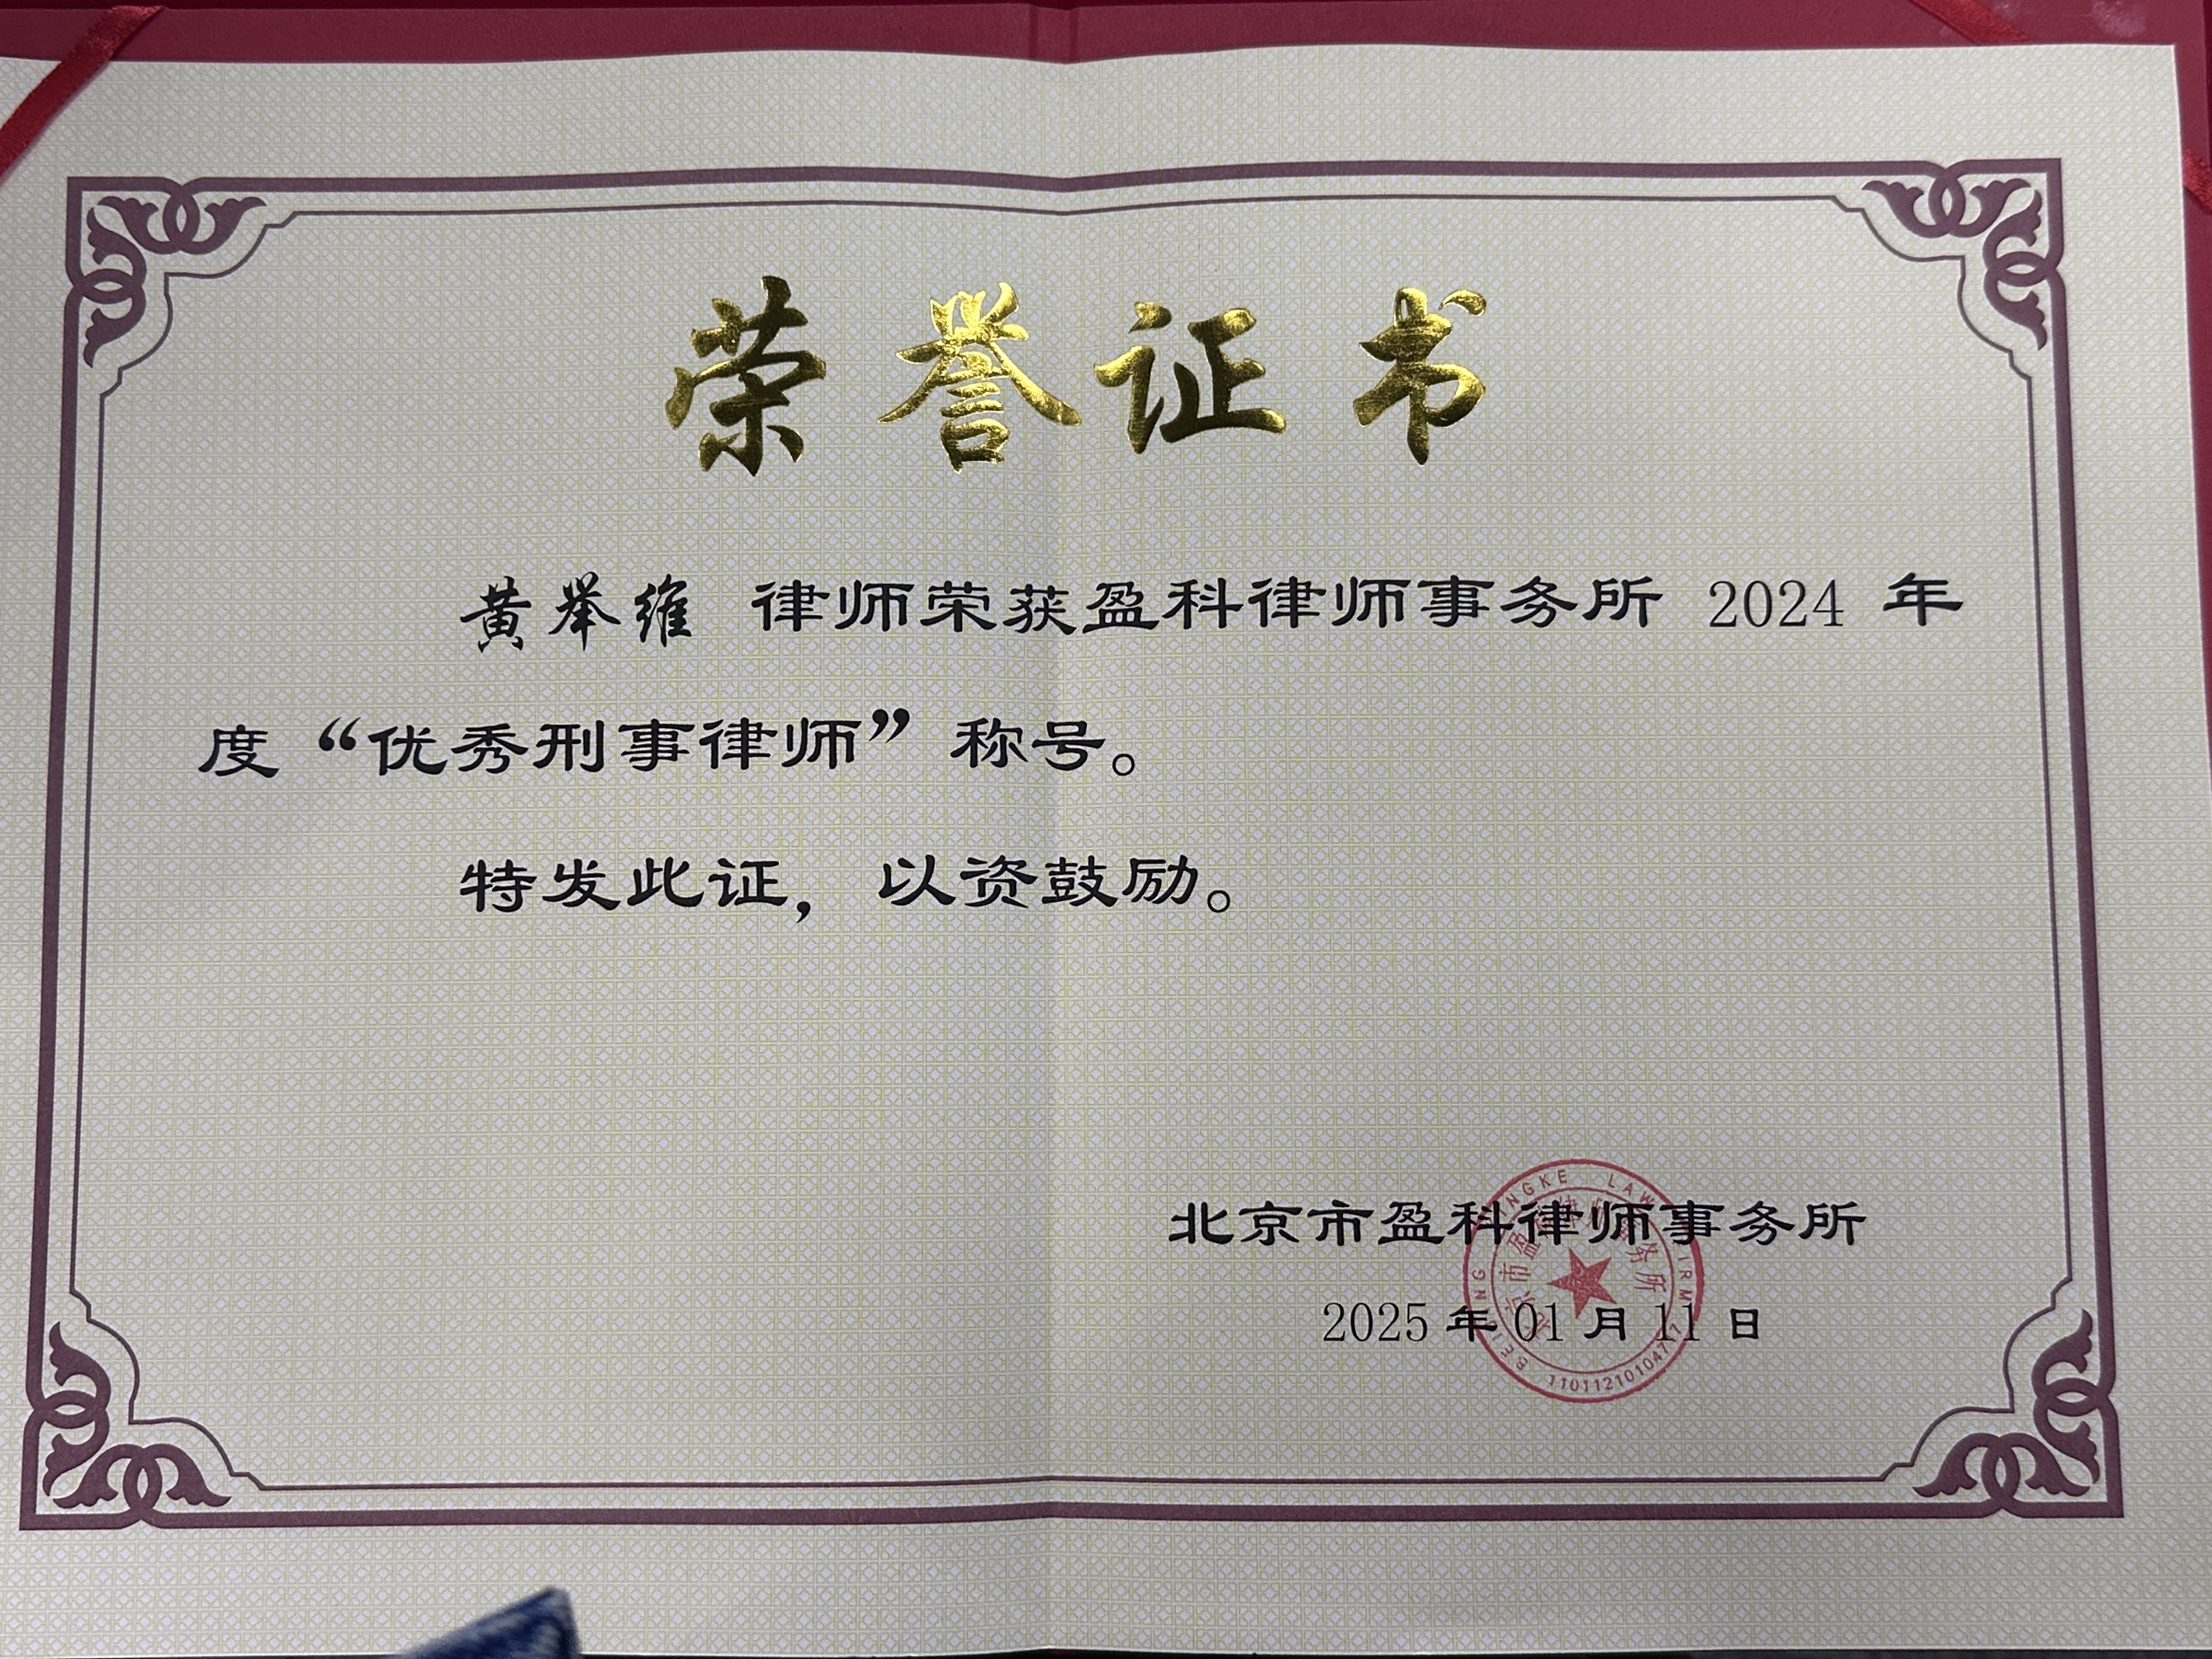 荣誉证书
黄举维 律师荣获盈科律师事务所 2024 年
度“优秀刑事律师”称号。
特发此证，以资鼓励。
北京市盈科律师事务所
2025 年 01 月 11 日